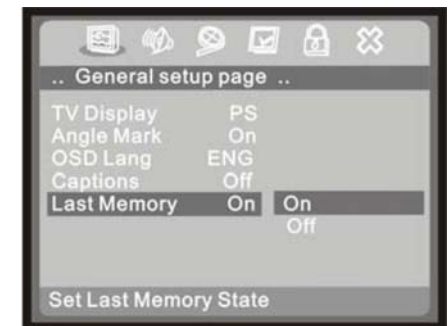 .. General setup page ..
TV Display PS
Angle Mark On
OSD Lang ENG
Captions Off
Last Memory On On
Off
Set Last Memory State